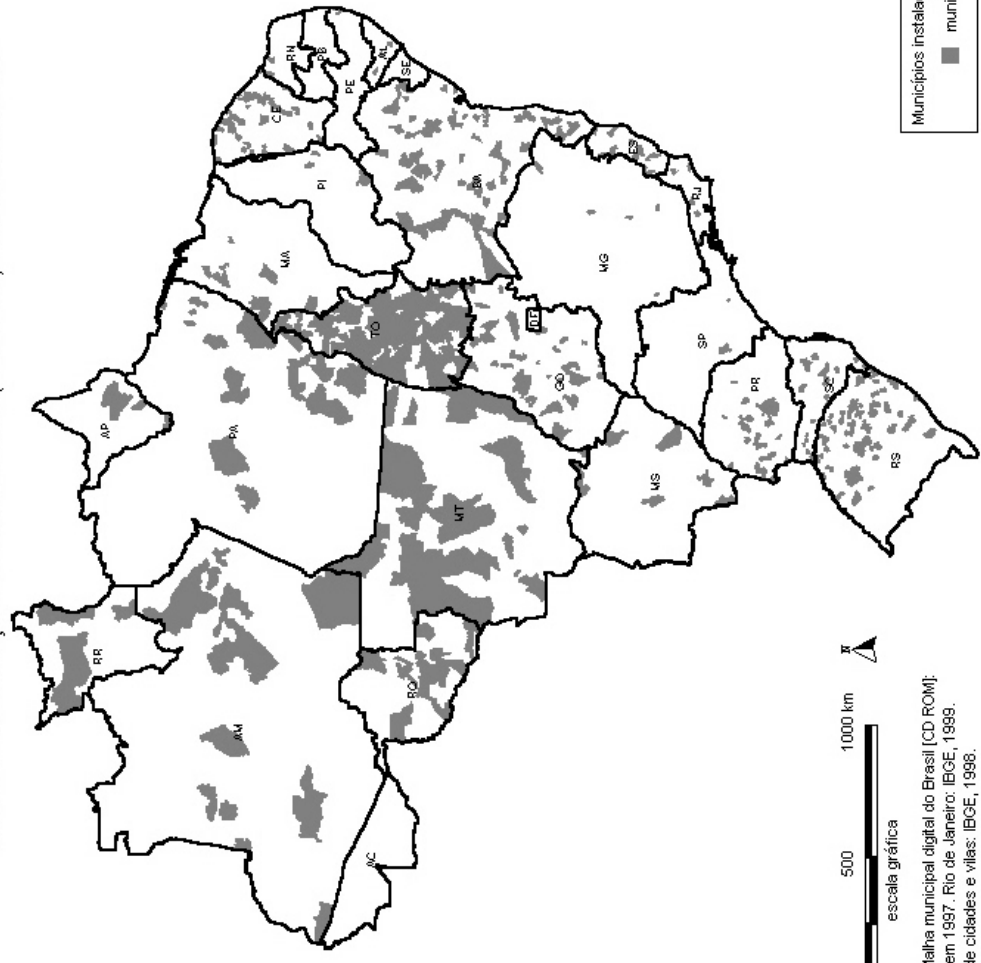 RR
AP
AM
PA
MA
CE
RN
PB
PE
AL
SE
PI
AC
RO
MT
TO
BA
GO
DF
MG
ES
MS
SP
RJ
PR
SC
RS
N
500
1000 km
escala gráfica
Malha municipal digital do Brasil [CD ROM]:
em 1997. Rio de Janeiro: IBGE, 1999.
de cidades e vilas: IBGE, 1998.
Municípios instala
muni